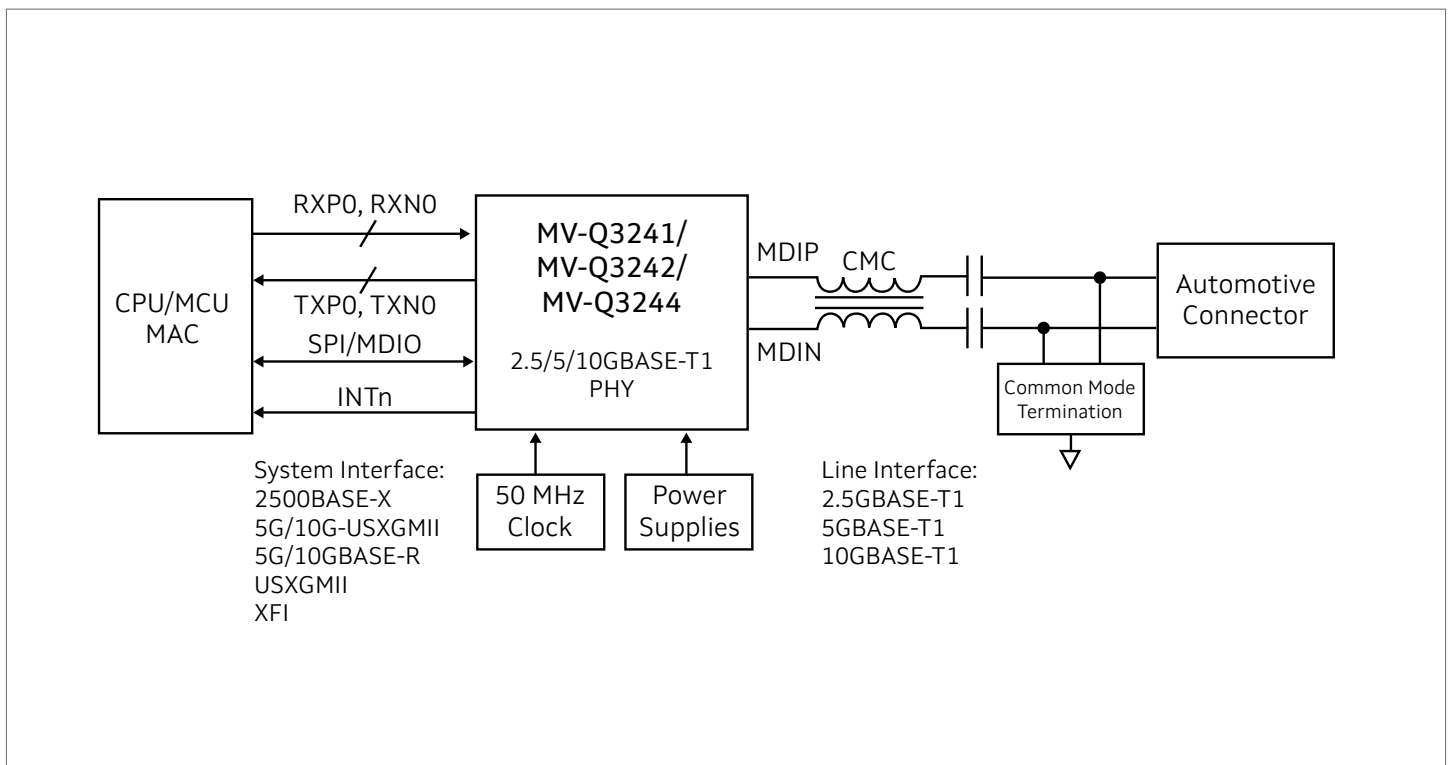 RXP0, RXN0
TXP0, TXN0
SPI/MDIO
INTn
CPU/MCU
MAC
MV-Q3241/
MV-Q3242/
MV-Q3244
2.5/5/10GBASE-T1
PHY
MDIP
CMC
MDIN
Automotive
Connector
Common Mode
Termination
System Interface:
2500BASE-X
5G/10G-USXGMII
5G/10GBASE-R
USXGMII
XFI
50 MHz
Clock
Power
Supplies
Line Interface:
2.5GBASE-T1
5GBASE-T1
10GBASE-T1